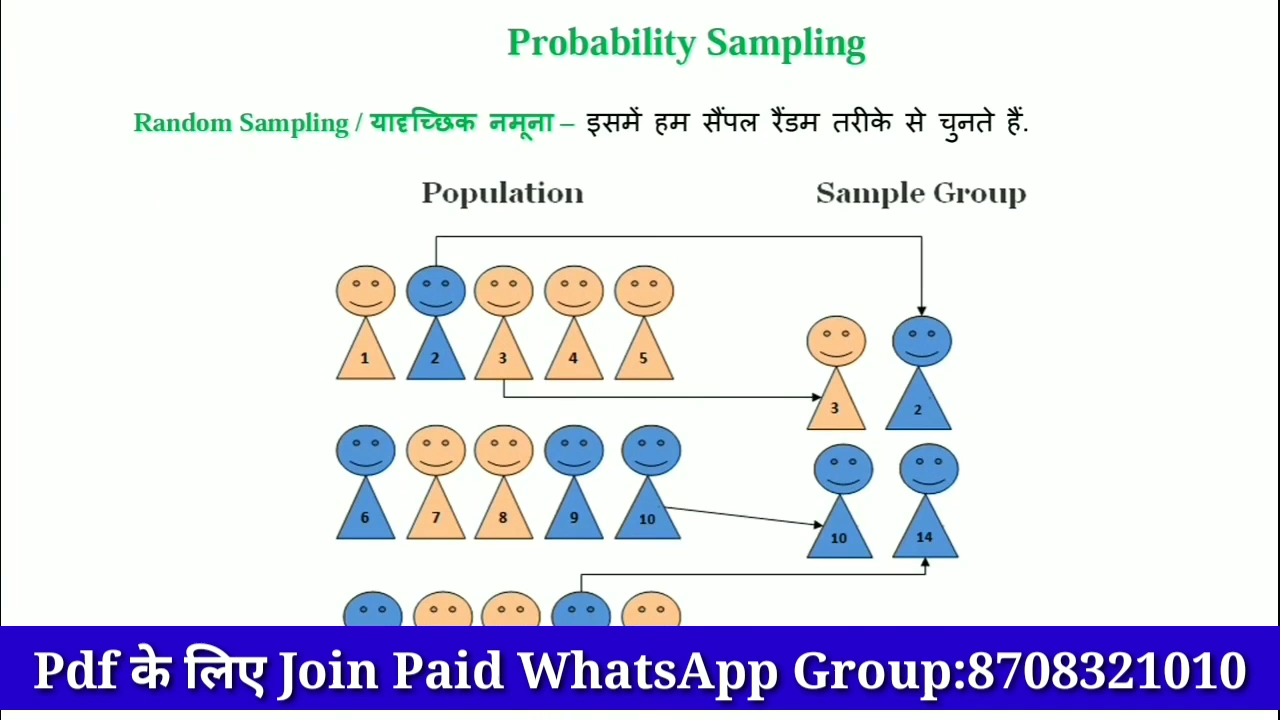 Probability Sampling
Random Sampling / यादृच्छिक नमूना – इसमें हम सैंपल रैंडम तरीके से चुनते हैं.
Population Sample Group
1 2 3 4 5
3 2
6 7 8 9 10
10 14
Pdf के लिए Join Paid WhatsApp Group:8708321010